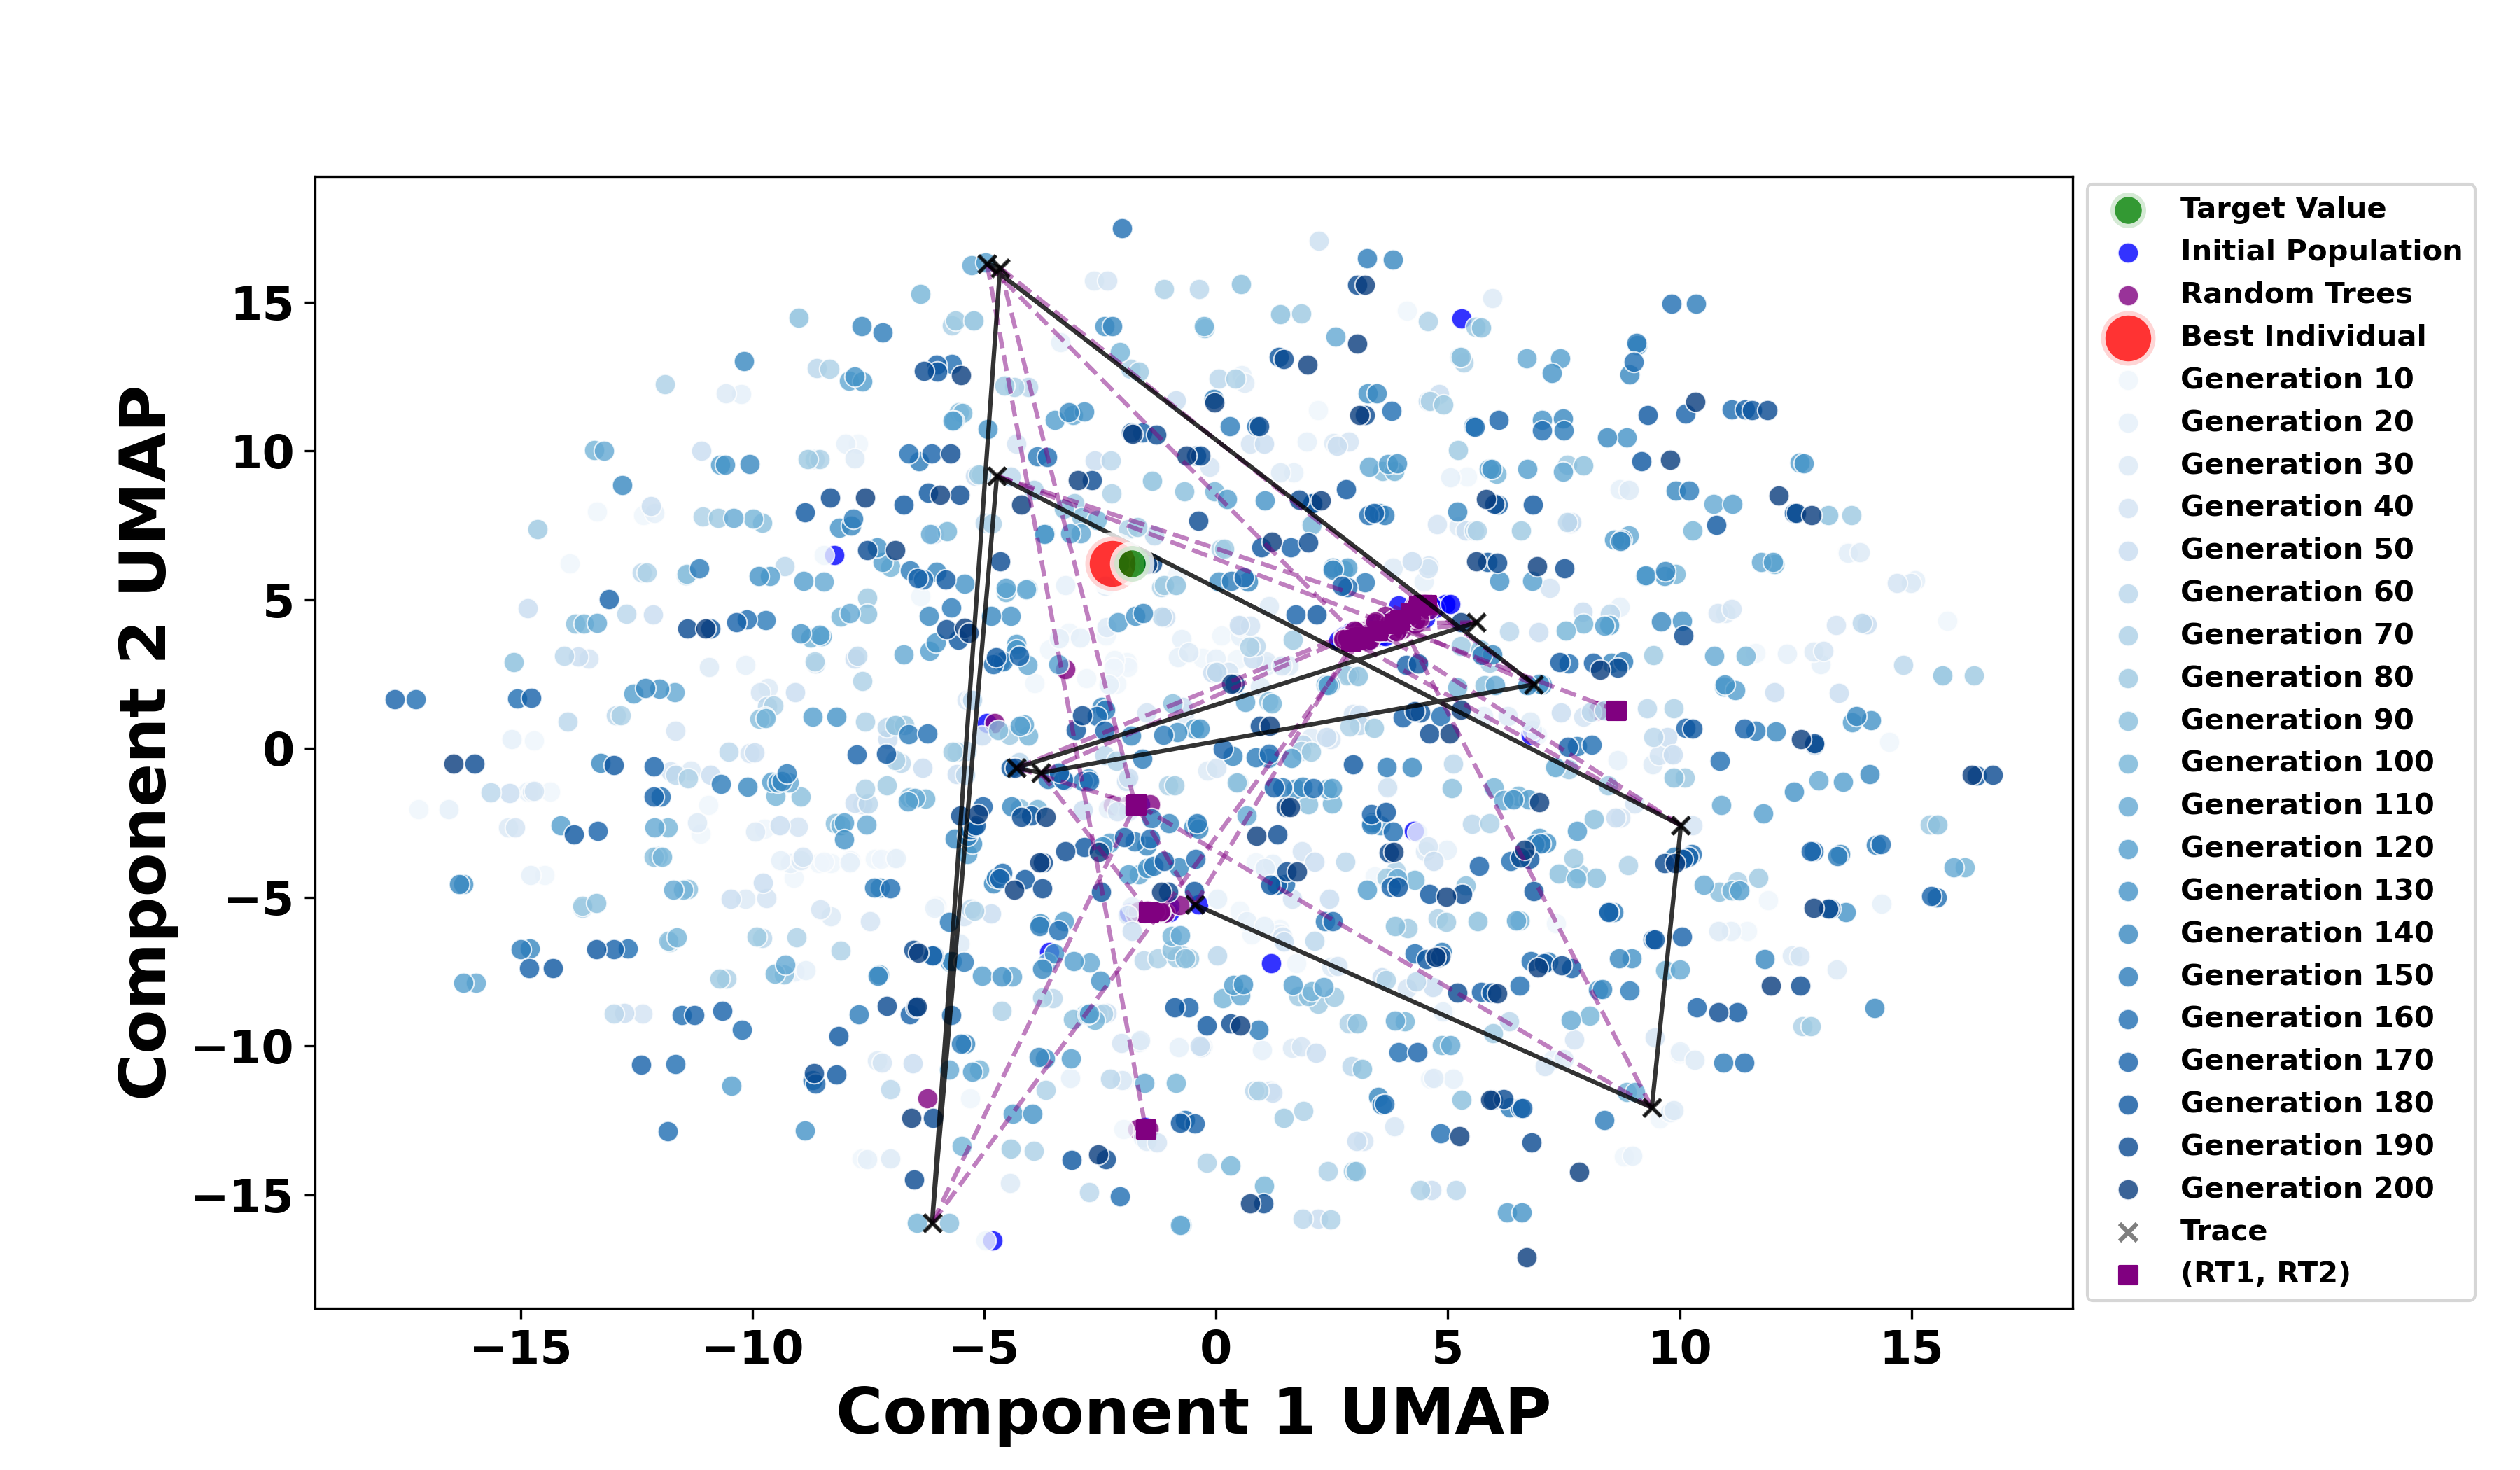 15
10
5
0
−5
−10
−15
Component 2 UMAP
−15
−10
−5
0
5
10
15
Component 1 UMAP
Target Value
Initial Population
Random Trees
Best Individual
Generation 10
Generation 20
Generation 30
Generation 40
Generation 50
Generation 60
Generation 70
Generation 80
Generation 90
Generation 100
Generation 110
Generation 120
Generation 130
Generation 140
Generation 150
Generation 160
Generation 170
Generation 180
Generation 190
Generation 200
Trace
(RT1, RT2)